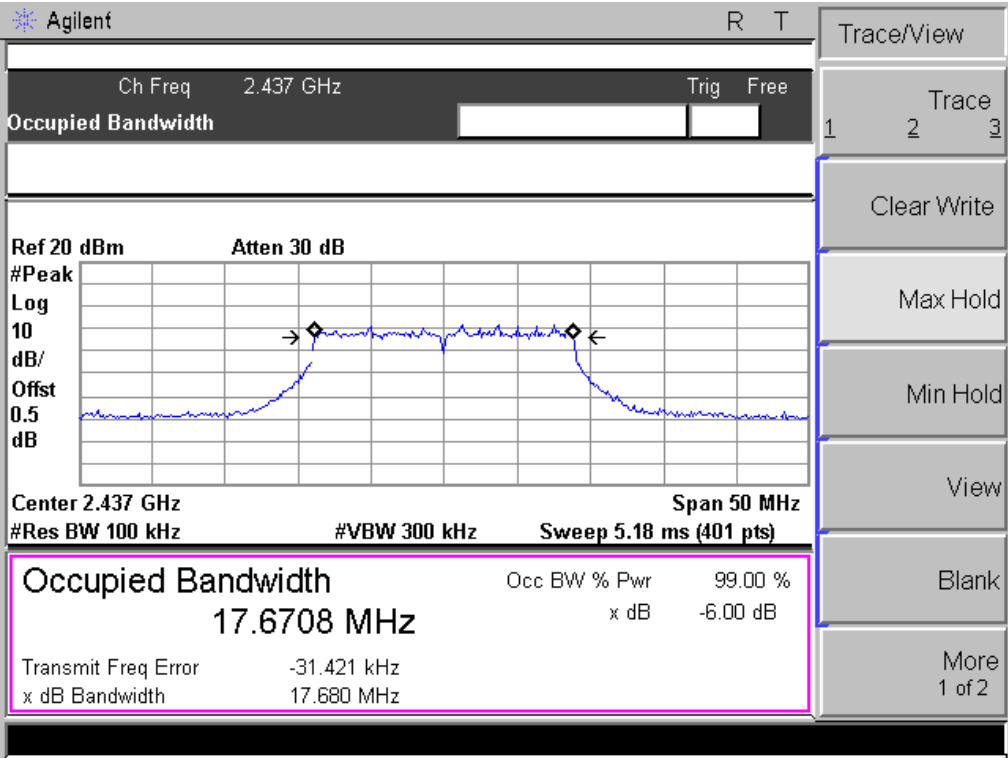 Agilent R T
Ch Freq 2.437 GHz Trig Free
Occupied Bandwidth
Ref 20 dBm Atten 30 dB
#Peak
Log
10
dB/
Offst
0.5
dB
Center 2.437 GHz Span 50 MHz
#Res BW 100 kHz #VBW 300 kHz Sweep 5.18 ms (401 pts)
Occupied Bandwidth Occ BW % Pwr 99.00 %
17.6708 MHz x dB -6.00 dB
Transmit Freq Error -31.421 kHz
x dB Bandwidth 17.680 MHz
Trace/View
Trace
1 2 3
Clear Write
Max Hold
Min Hold
View
Blank
More
1 of 2